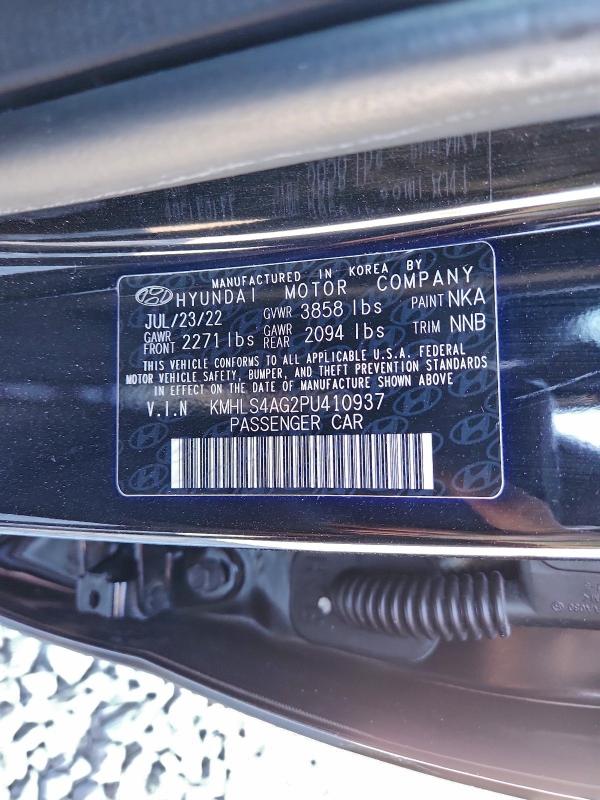 MANUFACTURED IN KOREA BY
HYUNDAI MOTOR COMPANY
JUL/23/22 GVWR 3858 lbs PAINT NKA
GAWR FRONT 2271 lbs GAWR REAR 2094 lbs TRIM NNB
THIS VEHICLE CONFORMS TO ALL APPLICABLE U.S.A. FEDERAL
MOTOR VEHICLE SAFETY, BUMPER, AND THEFT PREVENTION STANDARDS
IN EFFECT ON THE DATE OF MANUFACTURE SHOWN ABOVE
V.I.N KMHLS4AG2PU410937
PASSENGER CAR